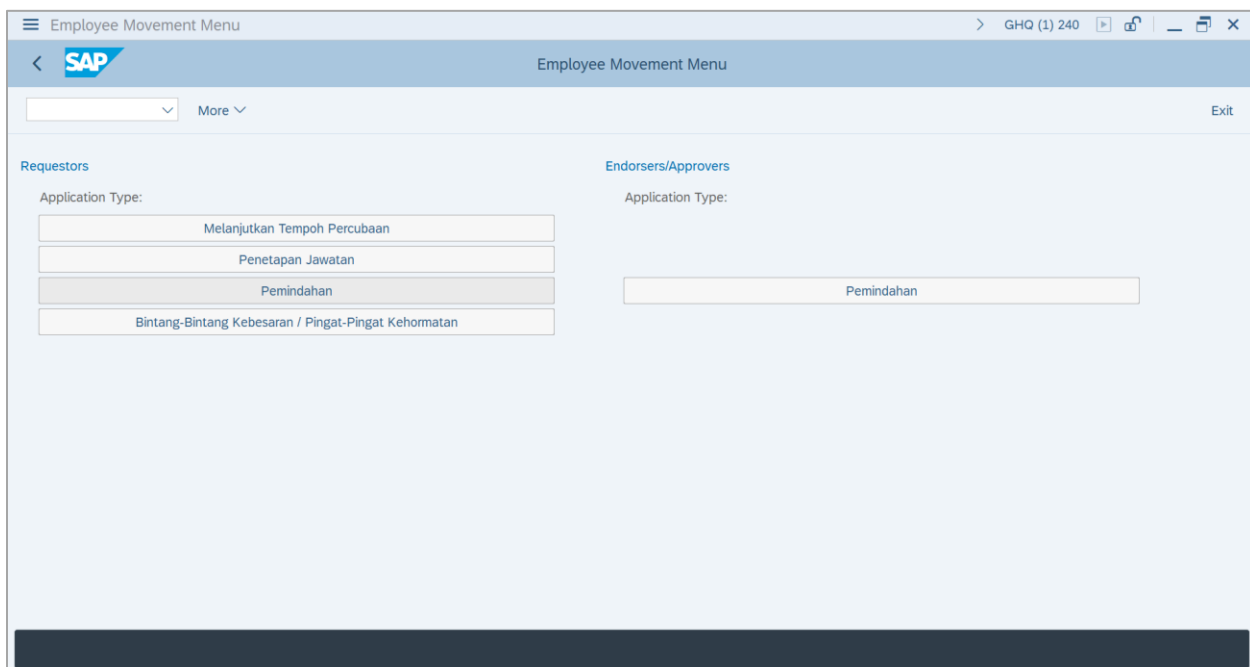 Employee Movement Menu
GHQ (1) 240
SAP
Employee Movement Menu
More
Exit
Requestors
Application Type:
Melanjutkan Tempoh Percubaan
Penetapan Jawatan
Pemindahan
Bintang-Bintang Kebesaran / Pingat-Pingat Kehormatan
Endorsers/Approvers
Application Type:
Pemindahan